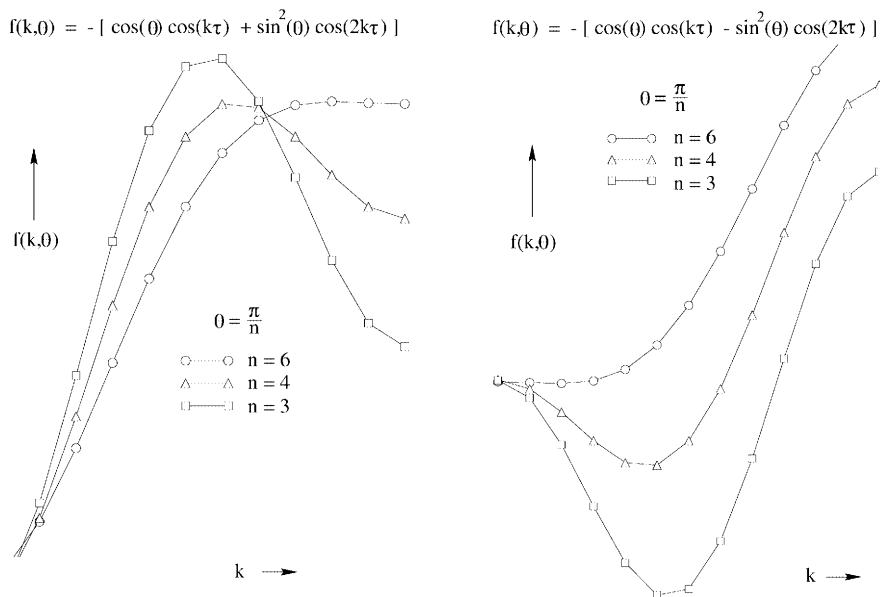 f(k,θ) = - [ cos(θ) cos(kτ) + sin²(θ) cos(2kτ) ]
f(k,θ)
θ = π/n
n = 6
n = 4
n = 3
k
f(k,θ) = - [ cos(θ) cos(kτ) - sin²(θ) cos(2kτ) ]
θ = π/n
n = 6
n = 4
n = 3
f(k,θ)
k